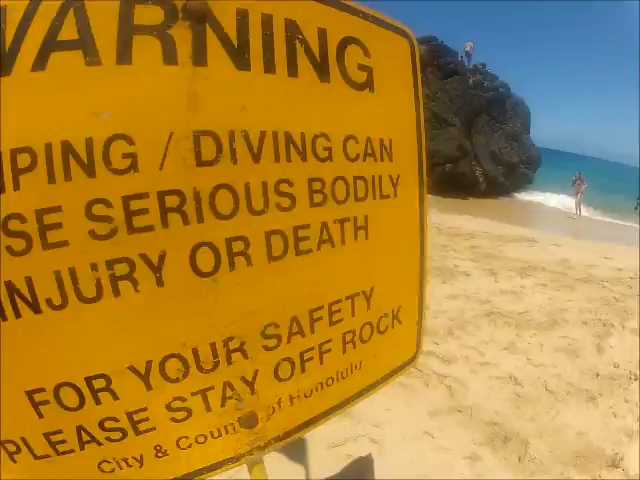 WARNING
PING / DIVING CAN
SE SERIOUS BODILY
INJURY OR DEATH
FOR YOUR SAFETY
PLEASE STAY OFF ROCK
City & County of Honolulu